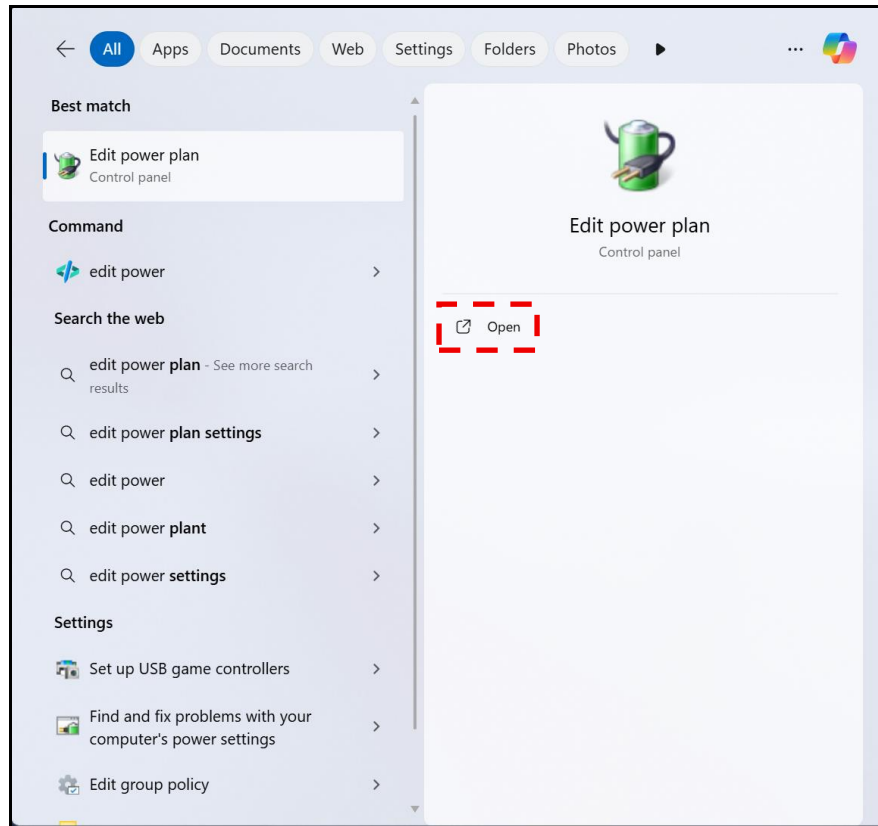 All Apps Documents Web Settings Folders Photos ...
Best match
Edit power plan
Control panel
Command
edit power
Search the web
edit power plan - See more search
results
edit power plan settings
edit power
edit power plant
edit power settings
Settings
Set up USB game controllers
Find and fix problems with your
computer's power settings
Edit group policy
Edit power plan
Control panel
Open